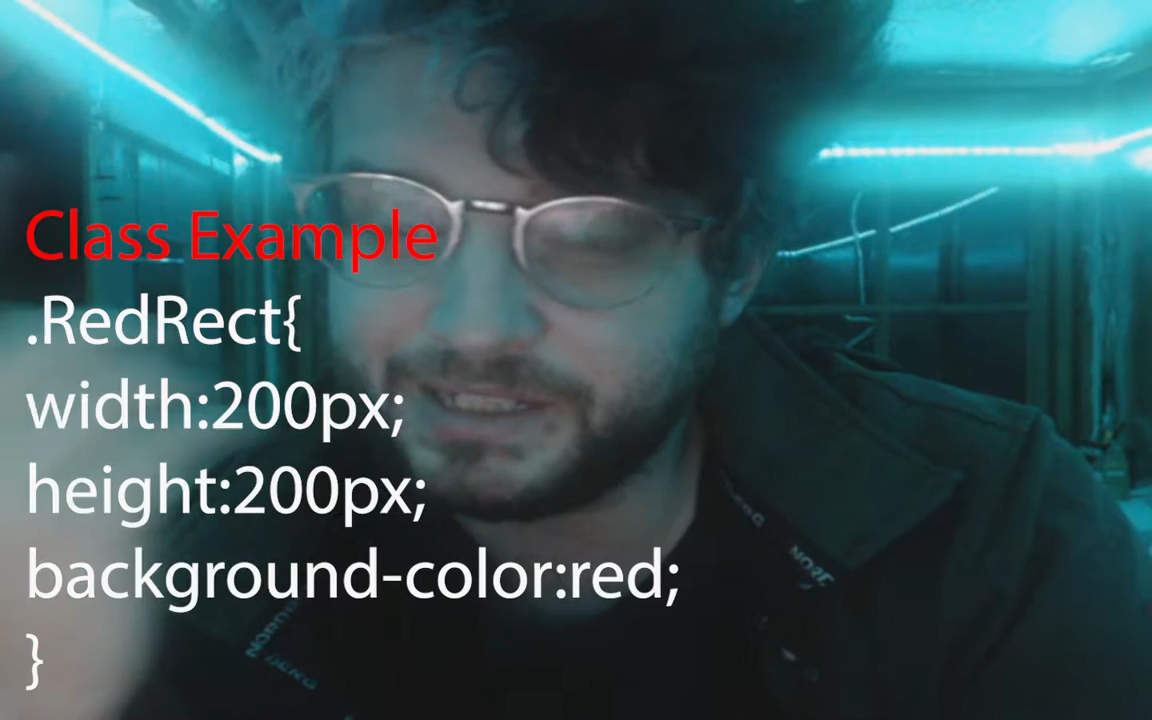 Class Example
.RedRect{
width:200px;
height:200px;
background-color:red;
}